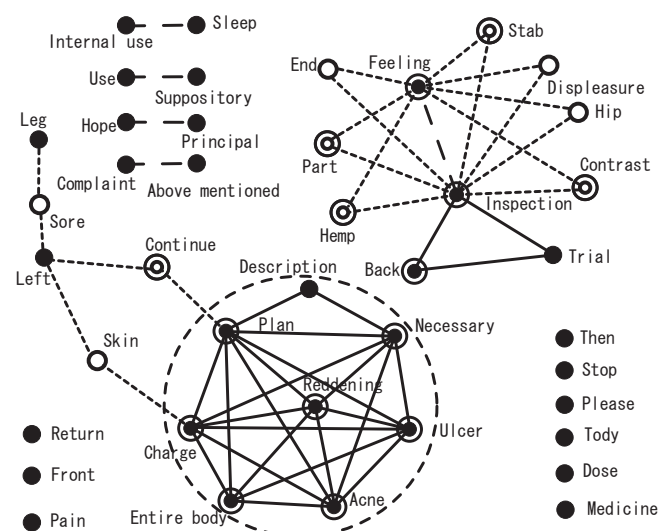 Sleep
Internal use
Use
Suppository
Hope
Principal
Complaint
Above mentioned
Leg
Sore
Left
Continue
Skin
Stab
End
Feeling
Displeasure
Hip
Part
Contrast
Inspection
Hemp
Back
Trial
Description
Plan
Necessary
Reddening
Charge
Ulcer
Entire body
Acne
Return
Front
Pain
Then
Stop
Please
Tody
Dose
Medicine